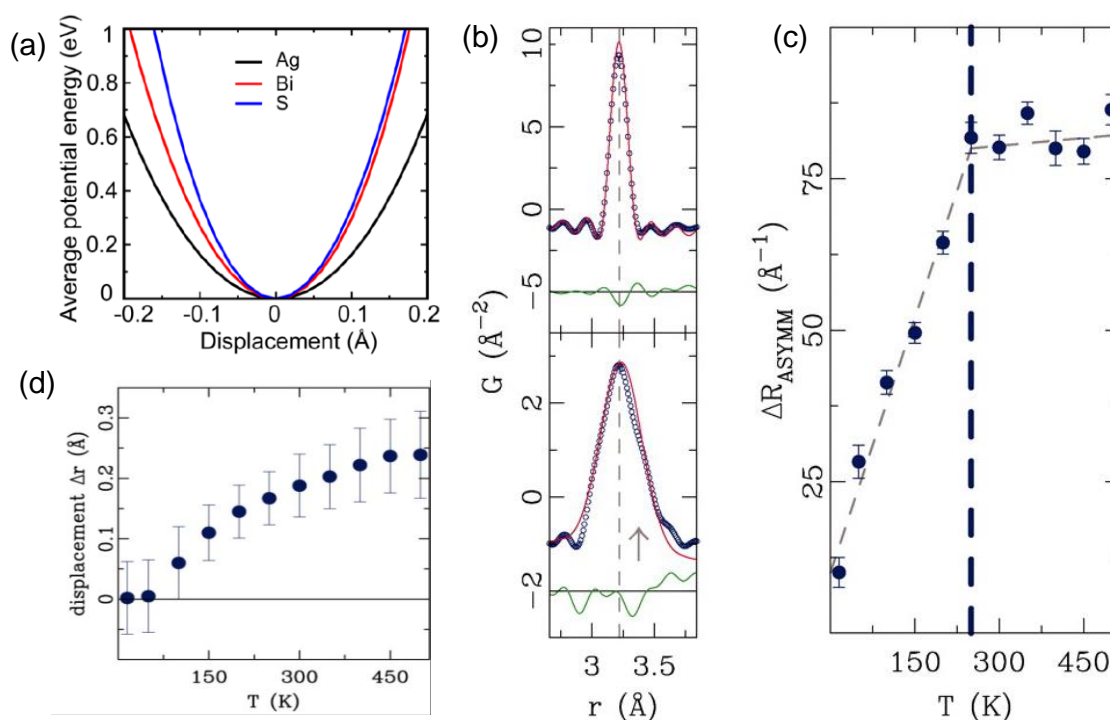 (a)
Average potential energy (eV)
1
0.8
0.6
0.4
0.2
0
Ag
Bi
S
-0.2 -0.1 0 0.1 0.2
Displacement (Å)
(b)
G (Å⁻²)
10
5
0
−5
2
0
−2
3 3.5
r (Å)
(c)
ΔR_ASYMM (Å⁻¹)
75
50
25
150 300 450
T (K)
(d)
displacement Δr (Å)
0.3
0.2
0.1
0
150 300 450
T (K)